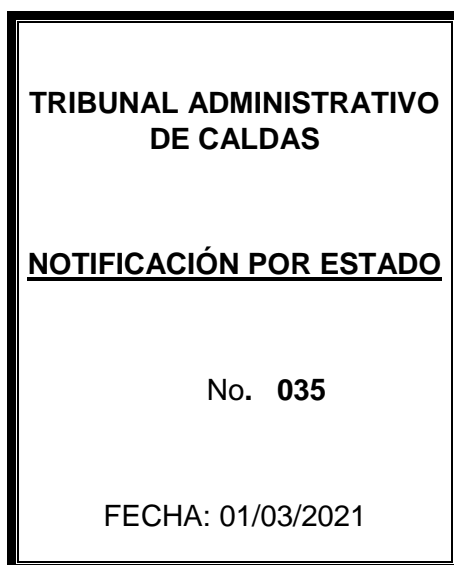 TRIBUNAL ADMINISTRATIVO
DE CALDAS
NOTIFICACIÓN POR ESTADO
No. 035
FECHA: 01/03/2021